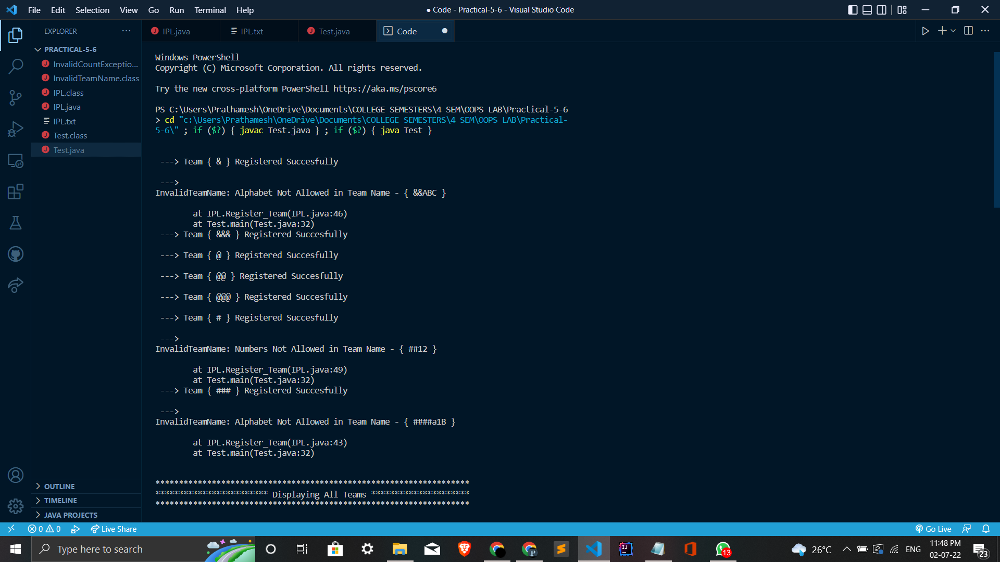 File Edit Selection View Go Run Terminal Help
● Code - Practical-5-6 - Visual Studio Code
EXPLORER
IPL.java
IPL.txt
Test.java
Code
PRACTICAL-5-6
InvalidCountExceptio...
InvalidTeamName.class
IPL.class
IPL.java
IPL.txt
Test.class
Test.java
OUTLINE
TIMELINE
JAVA PROJECTS
Windows PowerShell
Copyright (C) Microsoft Corporation. All rights reserved.
Try the new cross-platform PowerShell https://aka.ms/pscore6
PS C:\Users\Prathamesh\OneDrive\Documents\COLLEGE SEMESTERS\4 SEM\OOPS LAB\Practical-5-6
> cd "c:\Users\Prathamesh\OneDrive\Documents\COLLEGE SEMESTERS\4 SEM\OOPS LAB\Practical-
5-6\" ; if ($?) { javac Test.java } ; if ($?) { java Test }
---> Team { & } Registered Succesfully
--->
InvalidTeamName: Alphabet Not Allowed in Team Name - { &&ABC }
at IPL.Register_Team(IPL.java:46)
at Test.main(Test.java:32)
---> Team { &&& } Registered Succesfully
---> Team { @ } Registered Succesfully
---> Team { @@ } Registered Succesfully
---> Team { @@@ } Registered Succesfully
---> Team { # } Registered Succesfully
--->
InvalidTeamName: Numbers Not Allowed in Team Name - { ##12 }
at IPL.Register_Team(IPL.java:49)
at Test.main(Test.java:32)
---> Team { ### } Registered Succesfully
--->
InvalidTeamName: Alphabet Not Allowed in Team Name - { ####a1B }
at IPL.Register_Team(IPL.java:43)
at Test.main(Test.java:32)
*******************************************************************
************************ Displaying All Teams *********************
*******************************************************************
0 0 Live Share
Go Live
Type here to search
13
26°C
ENG
11:48 PM
02-07-22
23